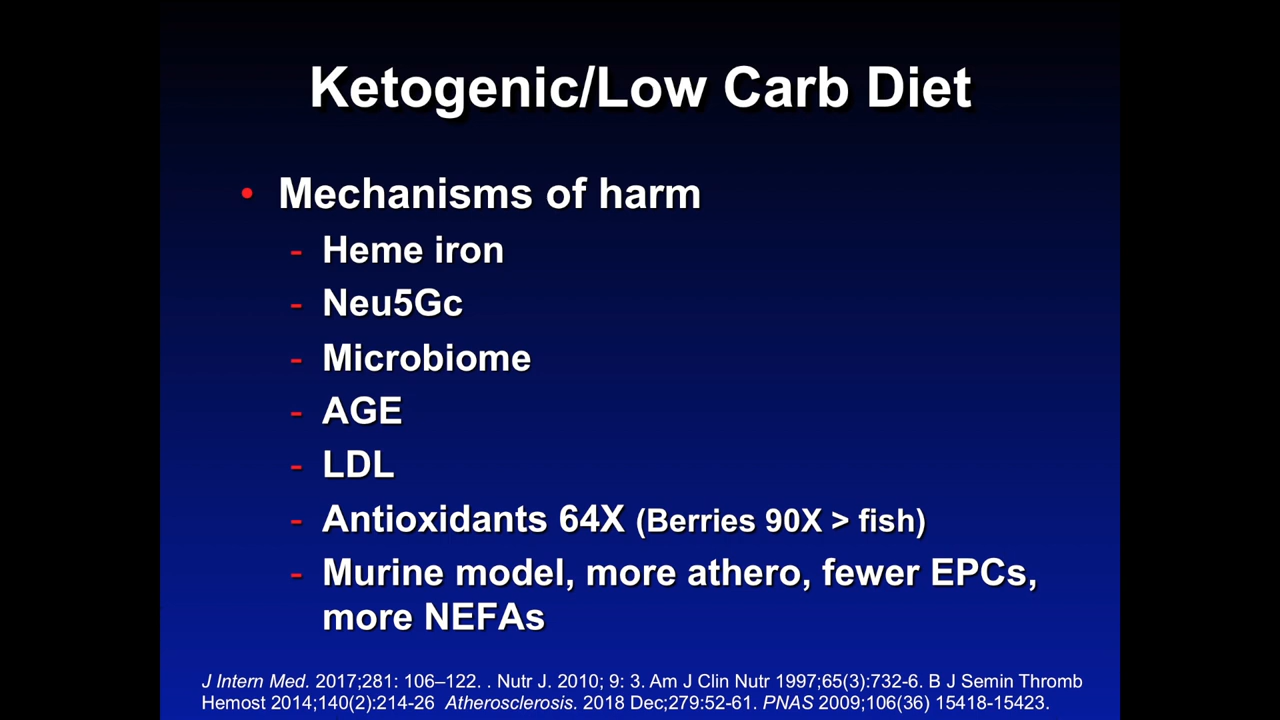 Ketogenic/Low Carb Diet
• Mechanisms of harm
- Heme iron
- Neu5Gc
- Microbiome
- AGE
- LDL
- Antioxidants 64X (Berries 90X > fish)
- Murine model, more athero, fewer EPCs,
more NEFAs
J Intern Med. 2017;281: 106–122. . Nutr J. 2010; 9: 3. Am J Clin Nutr 1997;65(3):732-6. B J Semin Thromb
Hemost 2014;140(2):214-26 Atherosclerosis. 2018 Dec;279:52-61. PNAS 2009;106(36) 15418-15423.